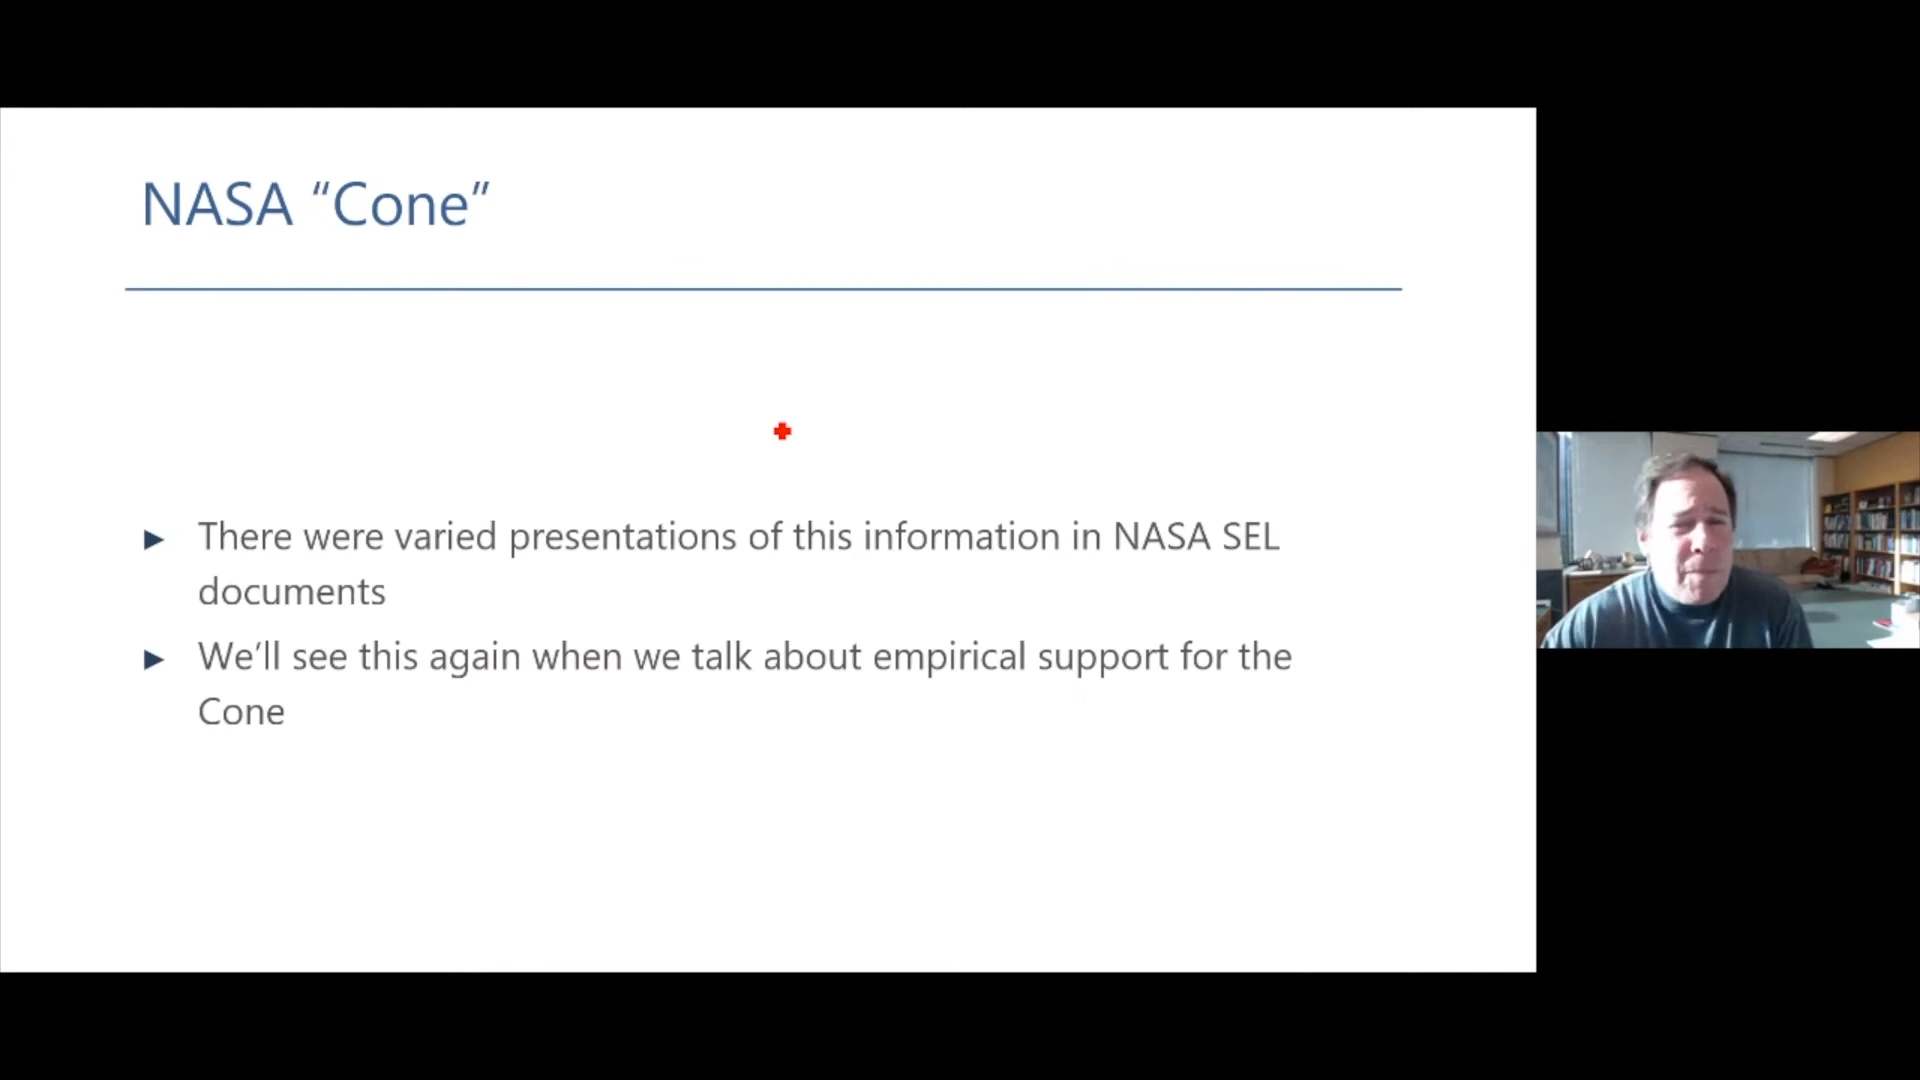 NASA “Cone”
► There were varied presentations of this information in NASA SEL
documents
► We’ll see this again when we talk about empirical support for the
Cone